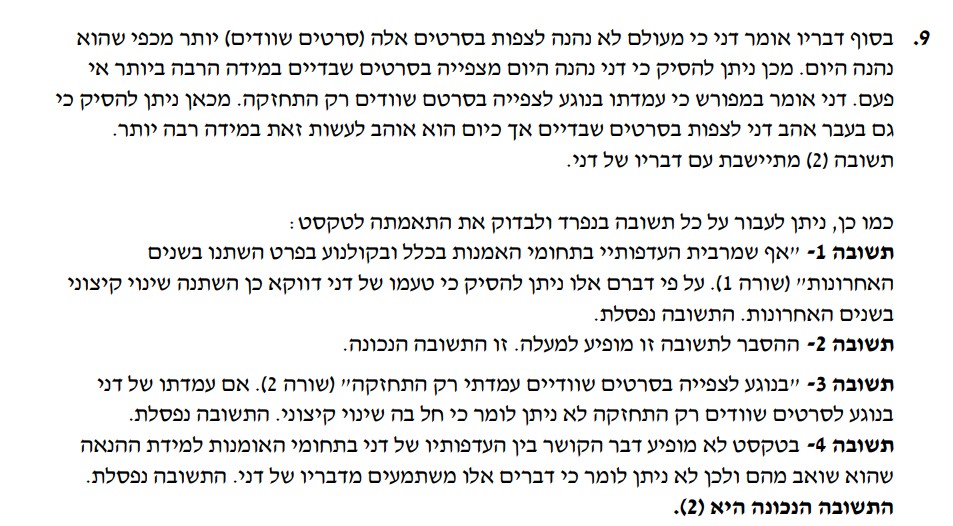 9. בסוף דבריו אומר דני כי מעולם לא נהנה לצפות בסרטים אלה (סרטים שוודים) יותר מכפי שהוא
נהנה היום. מכן ניתן להסיק כי דני נהנה היום מצפייה בסרטים שבדיים במידה הרבה ביותר אי
פעם. דני אומר במפורש כי עמדתו בנוגע לצפייה בסרטם שוודים רק התחזקה. מכאן ניתן להסיק כי
גם בעבר אהב דני לצפות בסרטים שבדיים אך כיום הוא אוהב לעשות זאת במידה רבה יותר.
תשובה (2) מתיישבת עם דבריו של דני.
כמו כן, ניתן לעבור על כל תשובה בנפרד ולבדוק את התאמתה לטקסט:
תשובה 1- "אף שמרבית העדפותיי בתחומי האמנות בכלל ובקולנוע בפרט השתנו בשנים
האחרונות" (שורה 1). על פי דברם אלו ניתן להסיק כי טעמו של דני דווקא כן השתנה שינוי קיצוני
בשנים האחרונות. התשובה נפסלת.
תשובה 2- ההסבר לתשובה זו מופיע למעלה. זו התשובה הנכונה.
תשובה 3- "בנוגע לצפייה בסרטים שוודיים עמדתי רק התחזקה" (שורה 2). אם עמדתו של דני
בנוגע לסרטים שוודים רק התחזקה לא ניתן לומר כי חל בה שינוי קיצוני. התשובה נפסלת.
תשובה 4- בטקסט לא מופיע דבר הקושר בין העדפותיו של דני בתחומי האומנות למידת ההנאה
שהוא שואב מהם ולכן לא ניתן לומר כי דברים אלו משתמעים מדבריו של דני. התשובה נפסלת.
התשובה הנכונה היא (2).